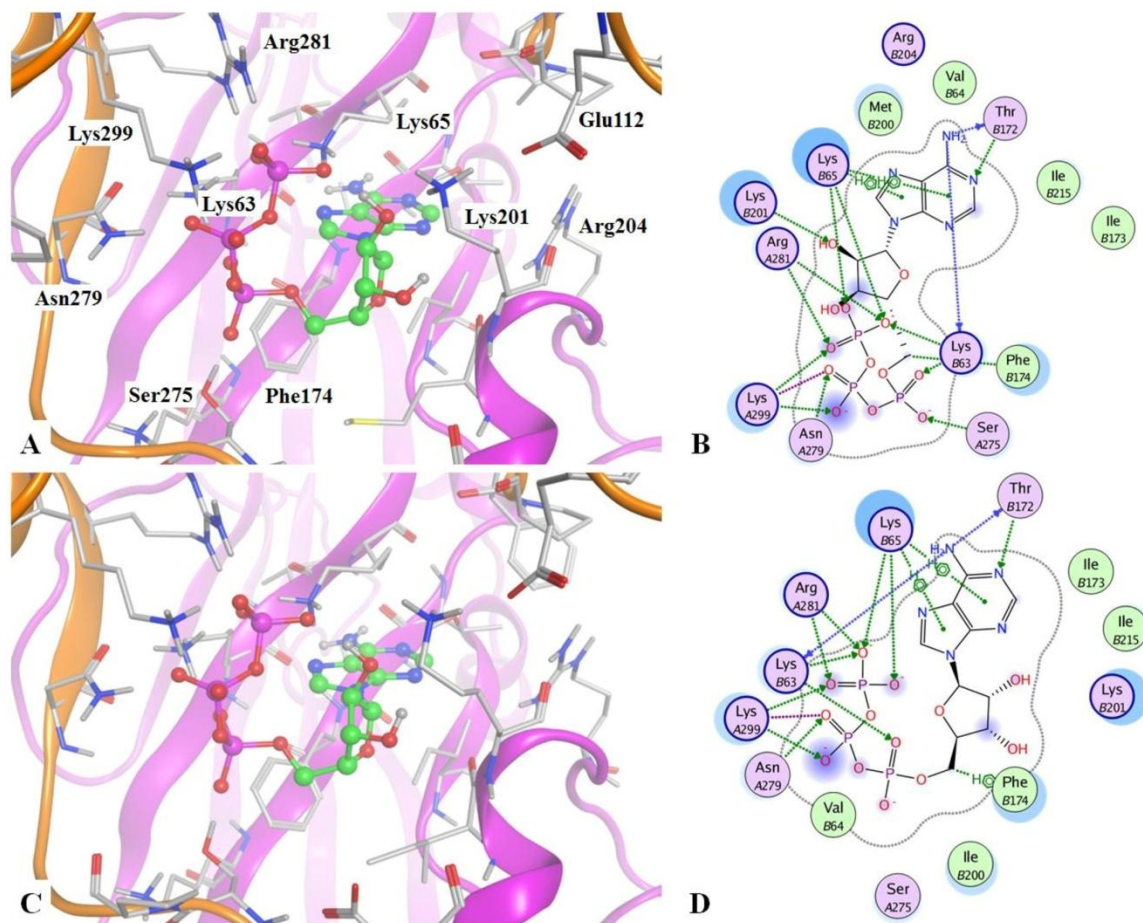 Arg281
Lys299
Lys65
Glu112
Lys63
Lys201
Arg204
Asn279
Ser275
Phe174
A
Arg
B204
Val
B64
Met
B200
Thr
B172
NH2
Lys
B65
H H
N N
Ile
B215
N N
Lys
B201
Ile
B173
HO
Arg
A281
O
HO
O-
P
O
Lys
B63
Phe
B174
O O O
P P
Lys
A299
O- O O-
Asn
A279
Ser
A275
B
C
Thr
B172
Lys
B65
H2N
H
H
N
Ile
B173
Arg
A281
N N
Ile
B215
O-
N
Lys
B63
O P O-
OH
Lys
B201
Lys
A299
O O
O
O P O
OH
O- O P O
H
Asn
A279
O-
Phe
B174
Val
B64
Ile
B200
Ser
A275
D